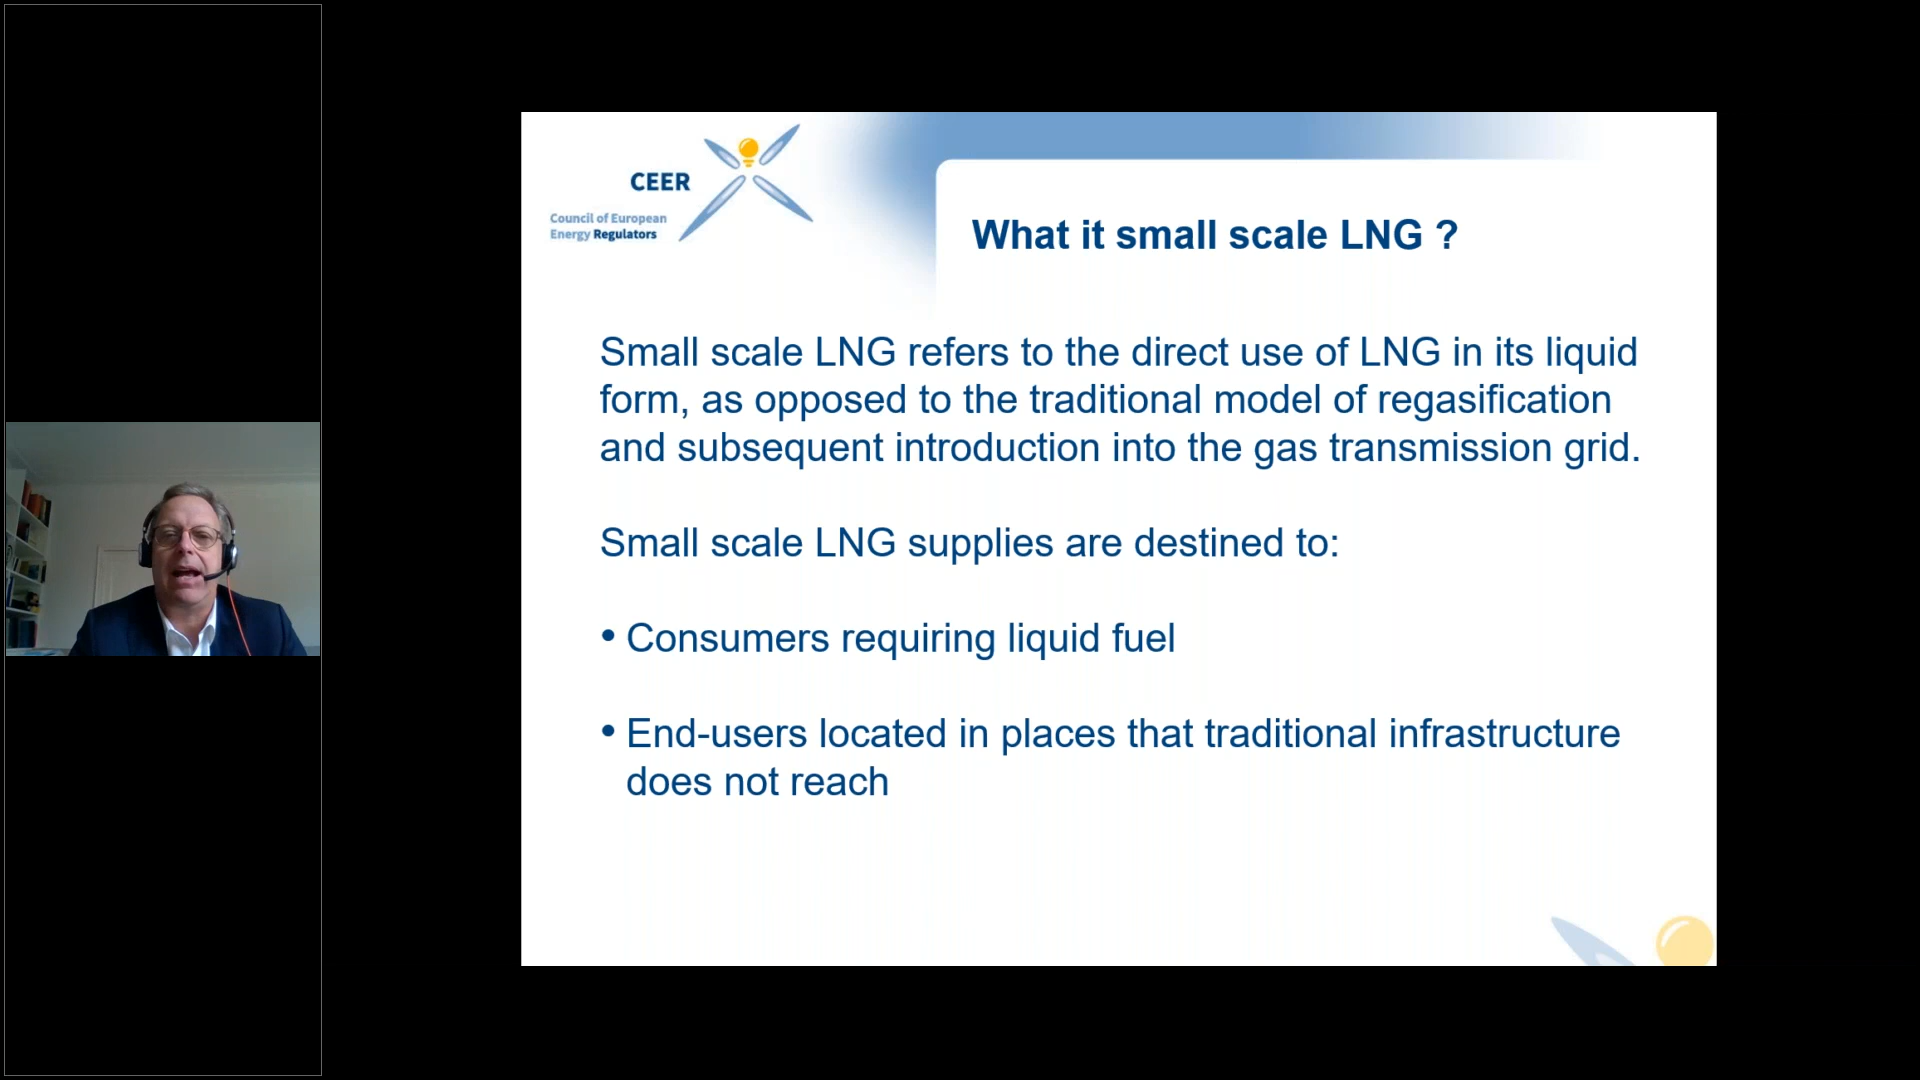 CEER
Council of European
Energy Regulators
What it small scale LNG ?
Small scale LNG refers to the direct use of LNG in its liquid
form, as opposed to the traditional model of regasification
and subsequent introduction into the gas transmission grid.
Small scale LNG supplies are destined to:
• Consumers requiring liquid fuel
• End-users located in places that traditional infrastructure
does not reach